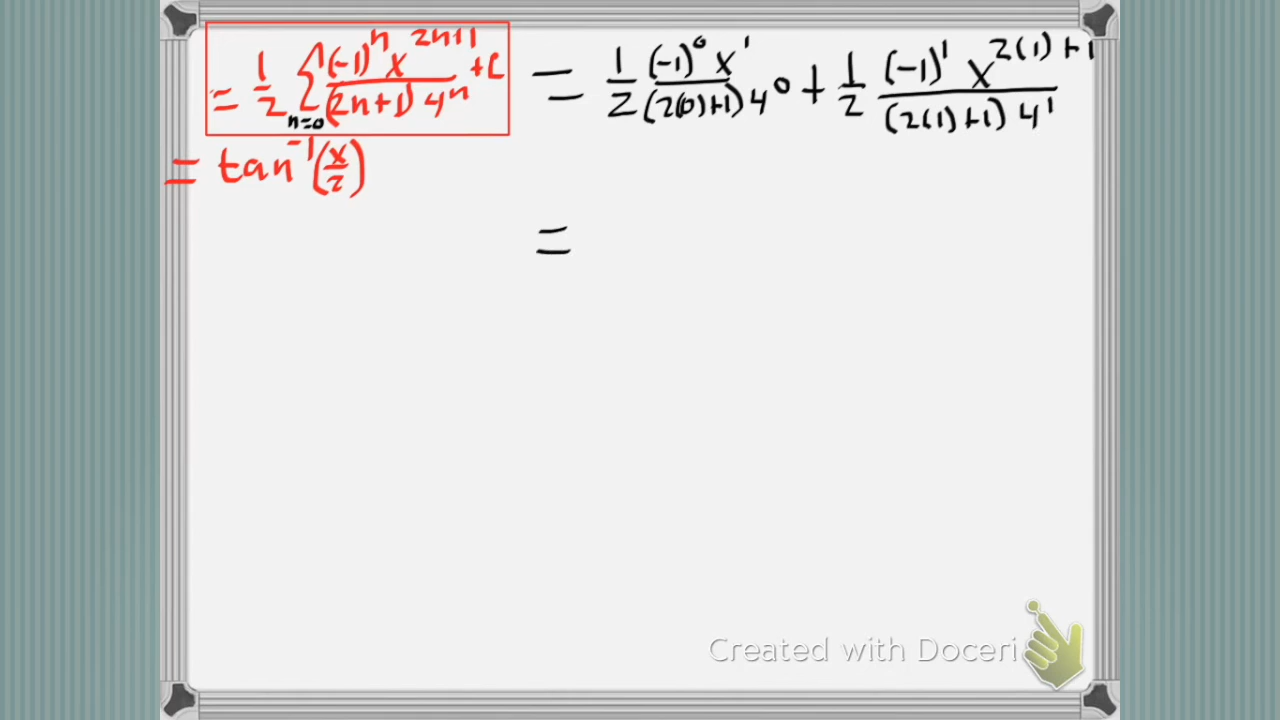 = 1/2 ∑_{n=0} (-1)^n x^{2n+1} / (2n+1) 4^n + C = 1/2 (-1)^0 x^1 / (2(0)+1) 4^0 + 1/2 (-1)^1 x^{2(1)+1} / (2(1)+1) 4^1
= tan^{-1}(x/2)
=
Created with Doceri